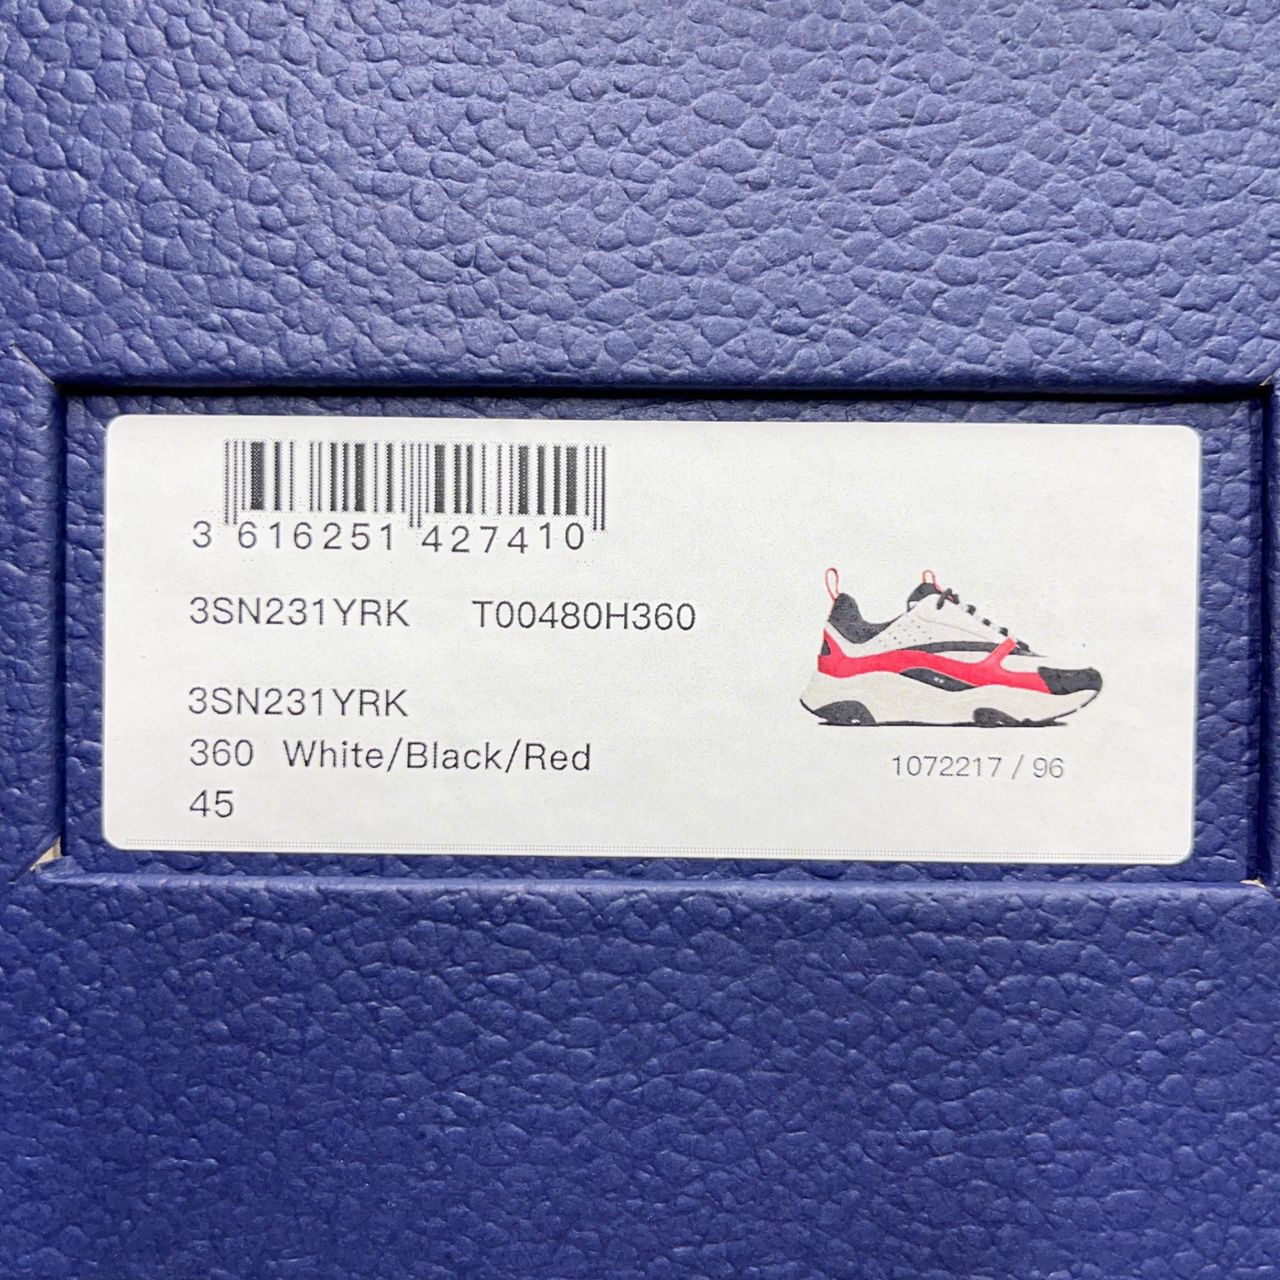 3 616251 427410
3SN231YRK T00480H360
3SN231YRK
360 White/Black/Red
45
1072217 / 96